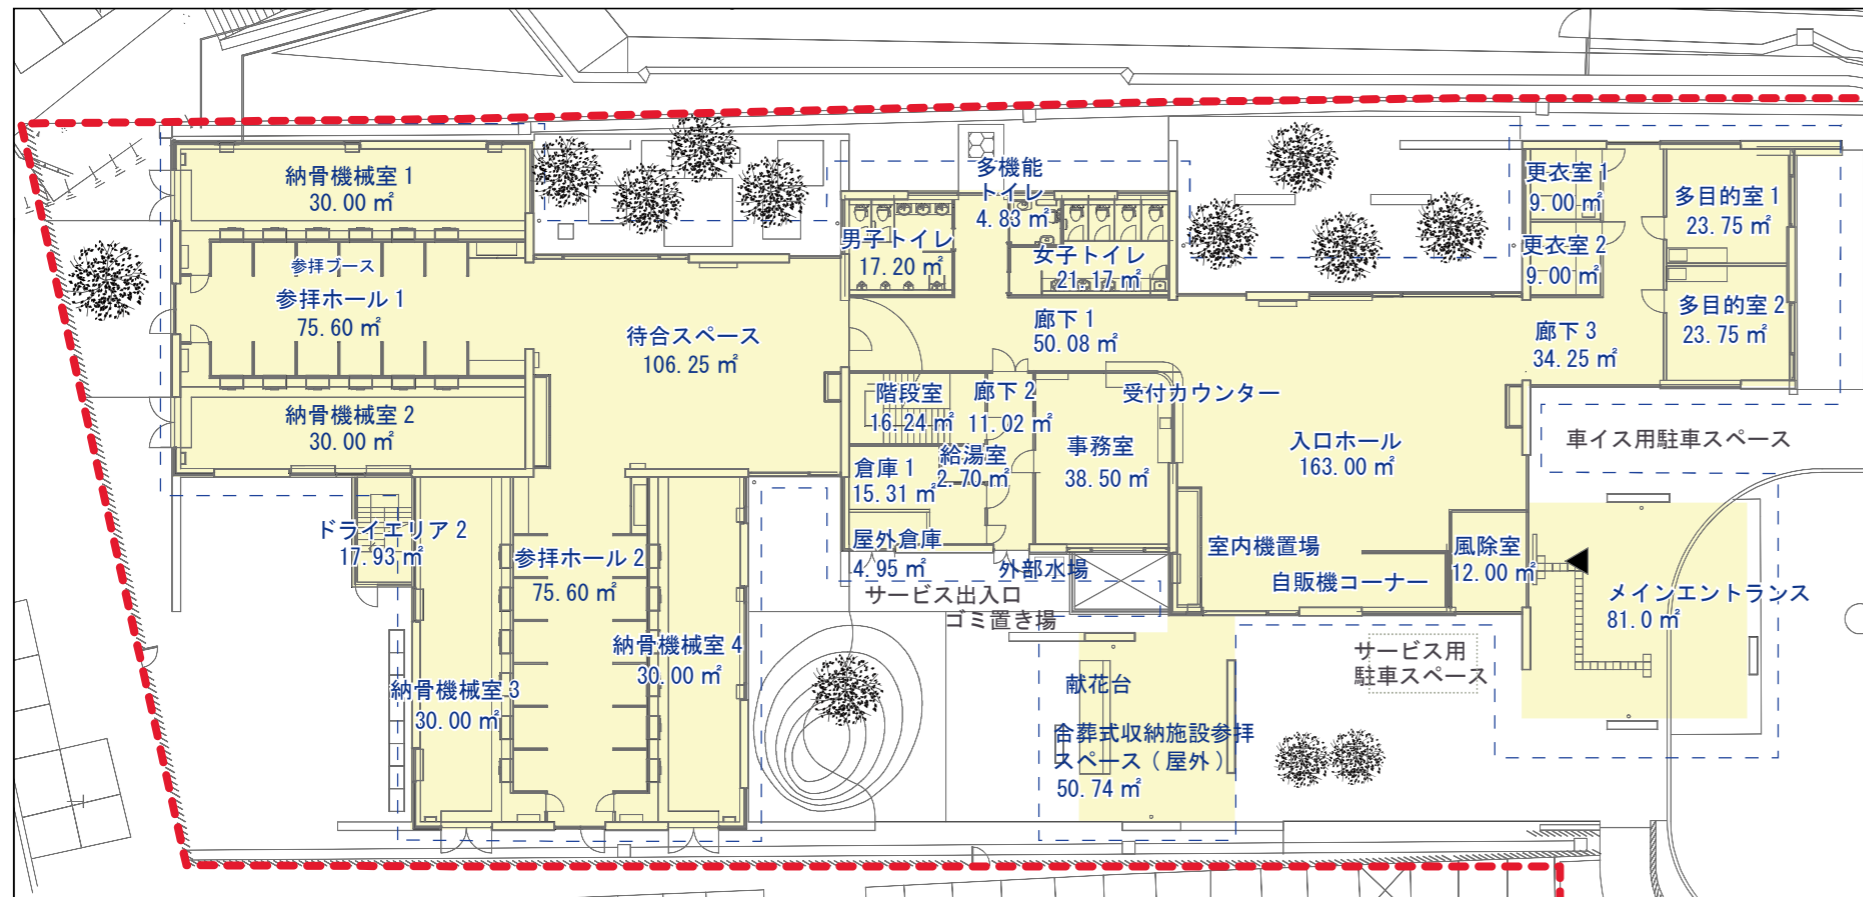 納骨機械室 1
30.00 ㎡
参拝ブース
参拝ホール 1
75.60 ㎡
納骨機械室 2
30.00 ㎡
待合スペース
106.25 ㎡
男子トイレ
17.20 ㎡
多機能
トイレ
4.83 ㎡
女子トイレ
21.17 ㎡
廊下 1
50.08 ㎡
階段室
16.24 ㎡
廊下 2
11.02 ㎡
受付カウンター
事務室
38.50 ㎡
給湯室
2.70 ㎡
倉庫 1
15.31 ㎡
屋外倉庫
4.95 ㎡
外部水場
サービス出入口
ゴミ置き場
更衣室 1
9.00 ㎡
更衣室 2
9.00 ㎡
多目的室 1
23.75 ㎡
多目的室 2
23.75 ㎡
廊下 3
34.25 ㎡
入口ホール
163.00 ㎡
車イス用駐車スペース
室内機置場
自販機コーナー
風除室
12.00 ㎡
メインエントランス
81.0 ㎡
サービス用
駐車スペース
ドライエリア 2
17.93 ㎡
参拝ホール 2
75.60 ㎡
納骨機械室 3
30.00 ㎡
納骨機械室 4
30.00 ㎡
献花台
合葬式収納施設参拝
スペース ( 屋外 )
50.74 ㎡